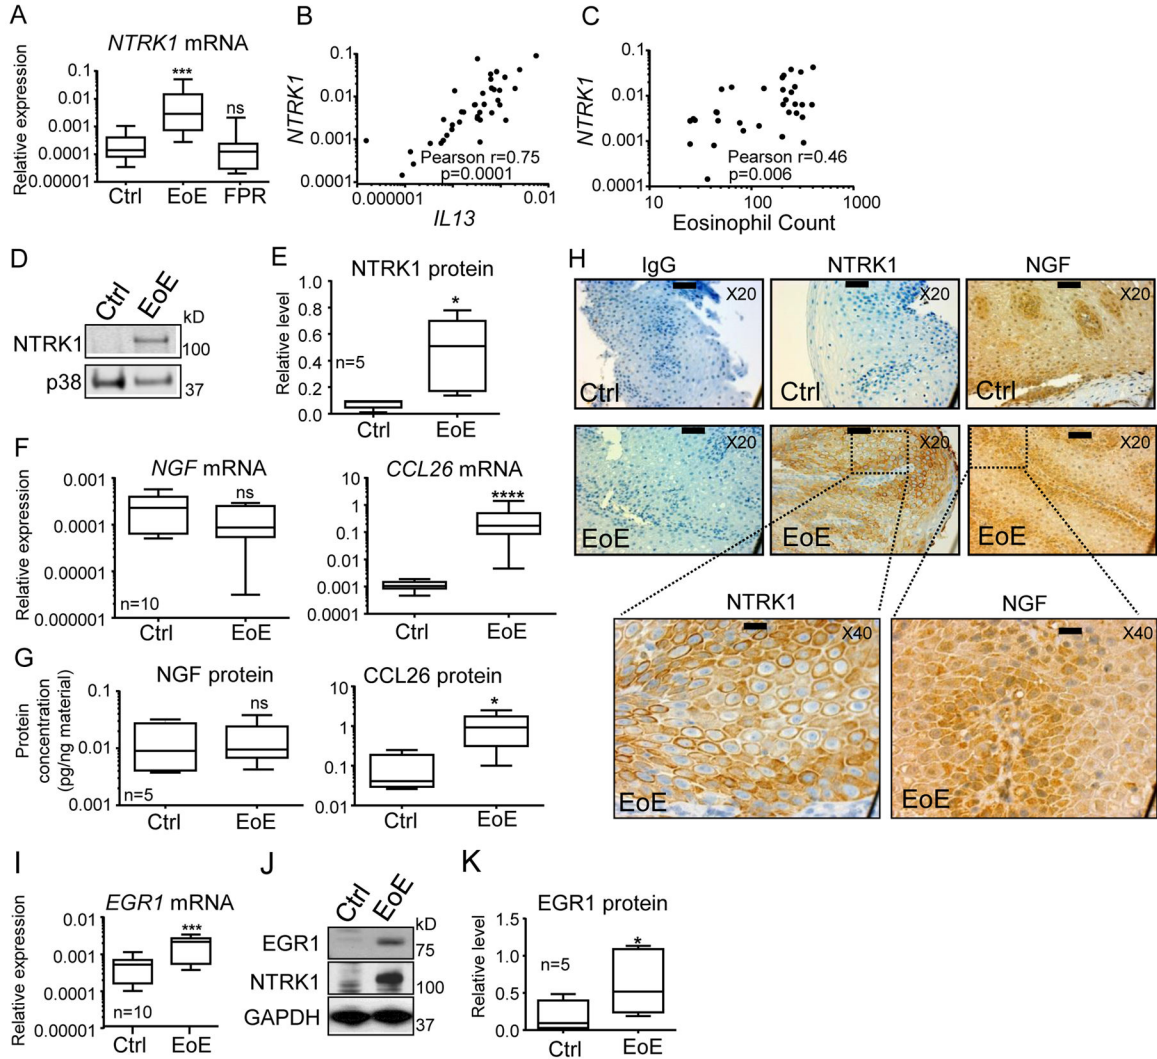 A
NTRK1 mRNA
Relative expression
0.1
0.01
0.001
0.0001
0.00001
***
ns
Ctrl
EoE
FPR
B
NTRK1
0.1
0.01
0.001
0.0001
Pearson r=0.75
p=0.0001
0.000001
0.01
IL13
C
NTRK1
0.1
0.01
0.001
0.0001
Pearson r=0.46
p=0.006
10
100
1000
Eosinophil Count
D
Ctrl
EoE
kD
NTRK1
100
p38
37
E
NTRK1 protein
Relative level
1.0
0.8
0.6
0.4
0.2
0.0
n=5
*
Ctrl
EoE
F
NGF mRNA
Relative expression
0.001
0.0001
0.00001
0.000001
ns
n=10
Ctrl
EoE
CCL26 mRNA
10
1
0.1
0.01
0.001
0.0001
****
Ctrl
EoE
G
NGF protein
Protein
concentration
(pg/ng material)
0.1
0.01
0.001
ns
n=5
Ctrl
EoE
CCL26 protein
10
1
0.1
0.01
*
Ctrl
EoE
H
IgG
NTRK1
NGF
X20
X20
X20
Ctrl
Ctrl
Ctrl
X20
X20
X20
EoE
EoE
EoE
NTRK1
NGF
X40
X40
EoE
EoE
I
EGR1 mRNA
Relative expression
0.01
0.001
0.0001
0.00001
***
n=10
Ctrl
EoE
J
Ctrl
EoE
kD
EGR1
75
NTRK1
100
GAPDH
37
K
EGR1 protein
Relative level
1.5
1.0
0.5
0.0
n=5
*
Ctrl
EoE